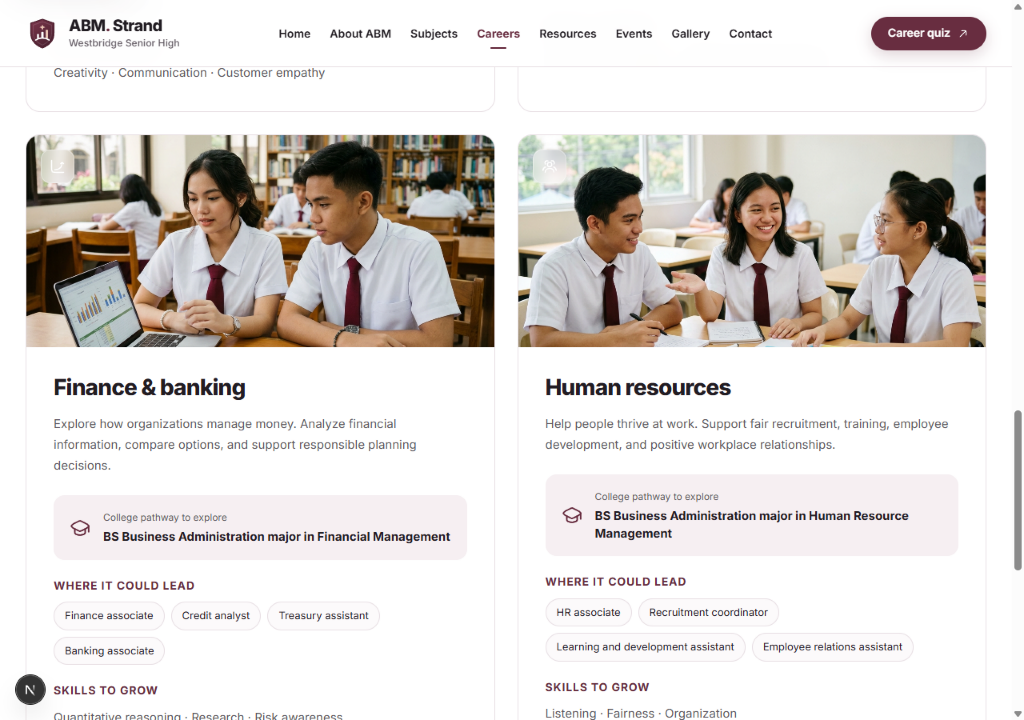 ABM. Strand
Westbridge Senior High
Home
About ABM
Subjects
Careers
Resources
Events
Gallery
Contact
Career quiz
Creativity · Communication · Customer empathy
Finance & banking
Explore how organizations manage money. Analyze financial
information, compare options, and support responsible planning
decisions.
College pathway to explore
BS Business Administration major in Financial Management
WHERE IT COULD LEAD
Finance associate
Credit analyst
Treasury assistant
Banking associate
SKILLS TO GROW
Quantitative reasoning · Research · Risk awareness
Human resources
Help people thrive at work. Support fair recruitment, training, employee
development, and positive workplace relationships.
College pathway to explore
BS Business Administration major in Human Resource
Management
WHERE IT COULD LEAD
HR associate
Recruitment coordinator
Learning and development assistant
Employee relations assistant
SKILLS TO GROW
Listening · Fairness · Organization
N